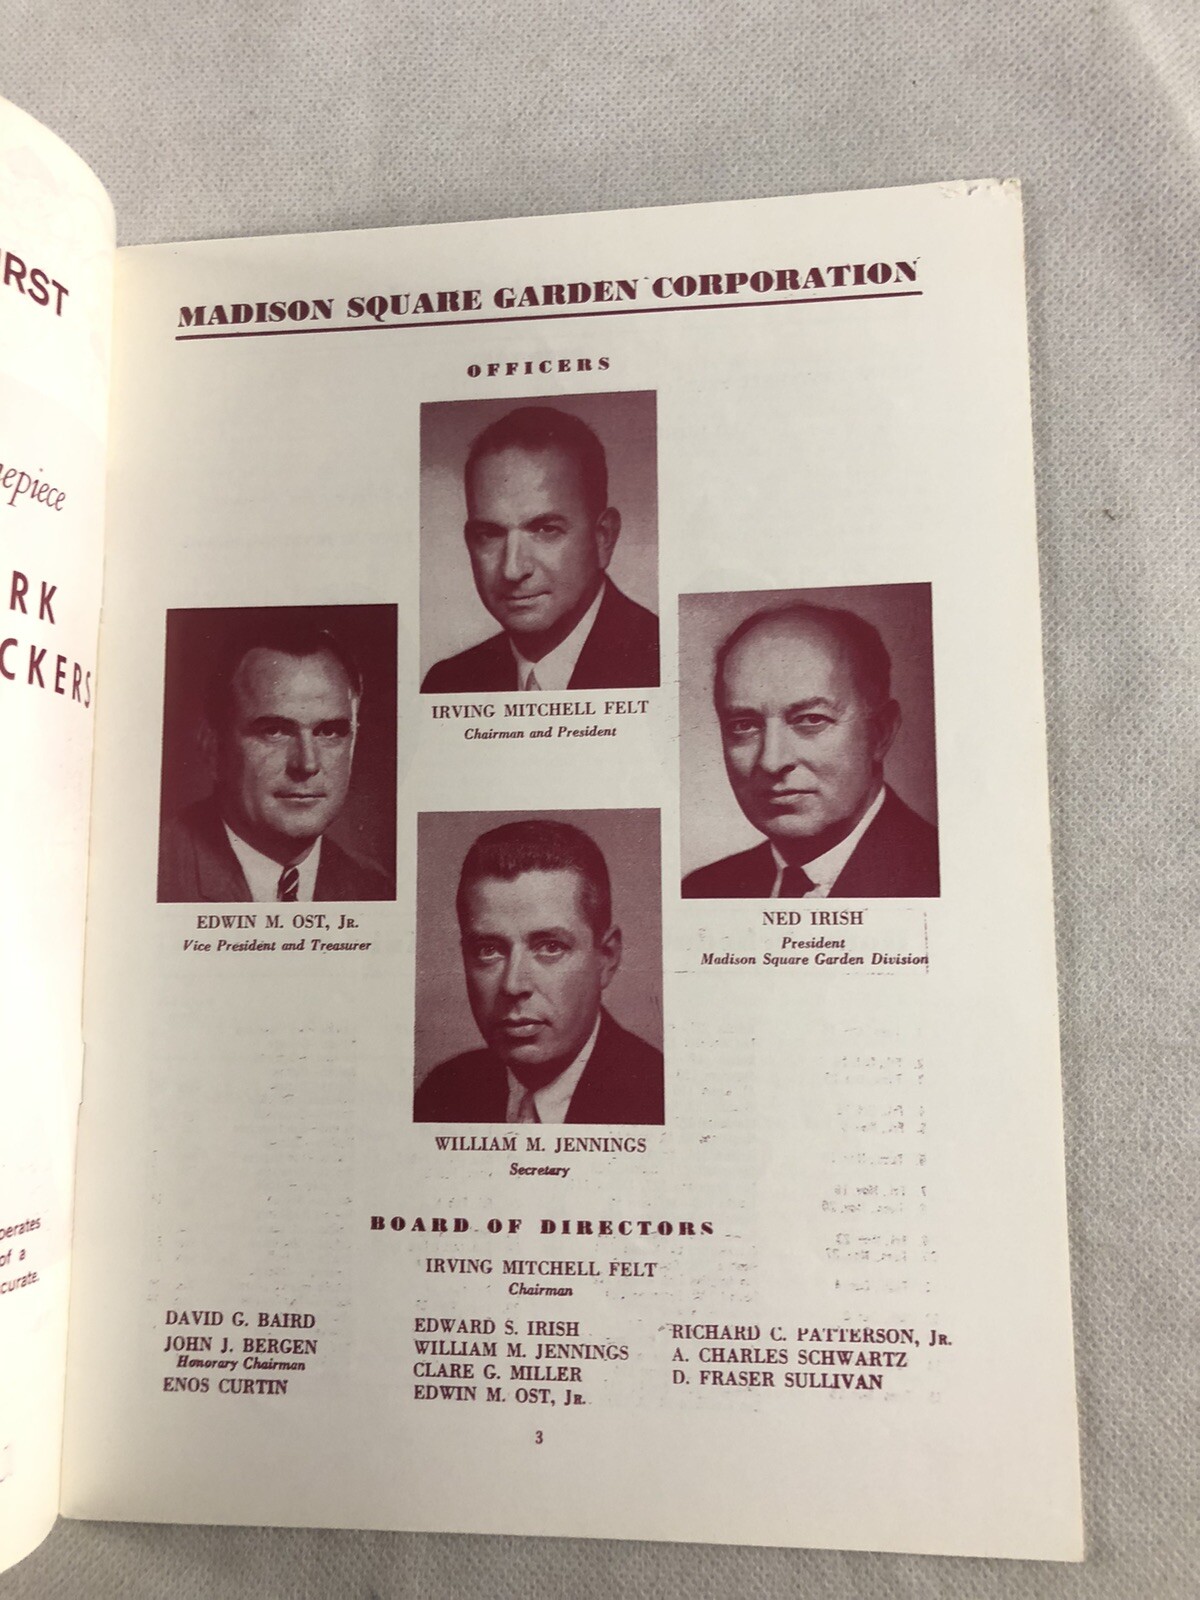 RST
epiece
RK
CKERS
perates
of a
curate.
MADISON SQUARE GARDEN CORPORATION
OFFICERS
IRVING MITCHELL FELT
Chairman and President
EDWIN M. OST, JR.
Vice President and Treasurer
NED IRISH
President
Madison Square Garden Division
WILLIAM M. JENNINGS
Secretary
BOARD OF DIRECTORS
IRVING MITCHELL FELT
Chairman
DAVID G. BAIRD
JOHN J. BERGEN
Honorary Chairman
ENOS CURTIN
EDWARD S. IRISH
WILLIAM M. JENNINGS
CLARE G. MILLER
EDWIN M. OST, JR.
RICHARD C. PATTERSON, JR.
A. CHARLES SCHWARTZ
D. FRASER SULLIVAN
3